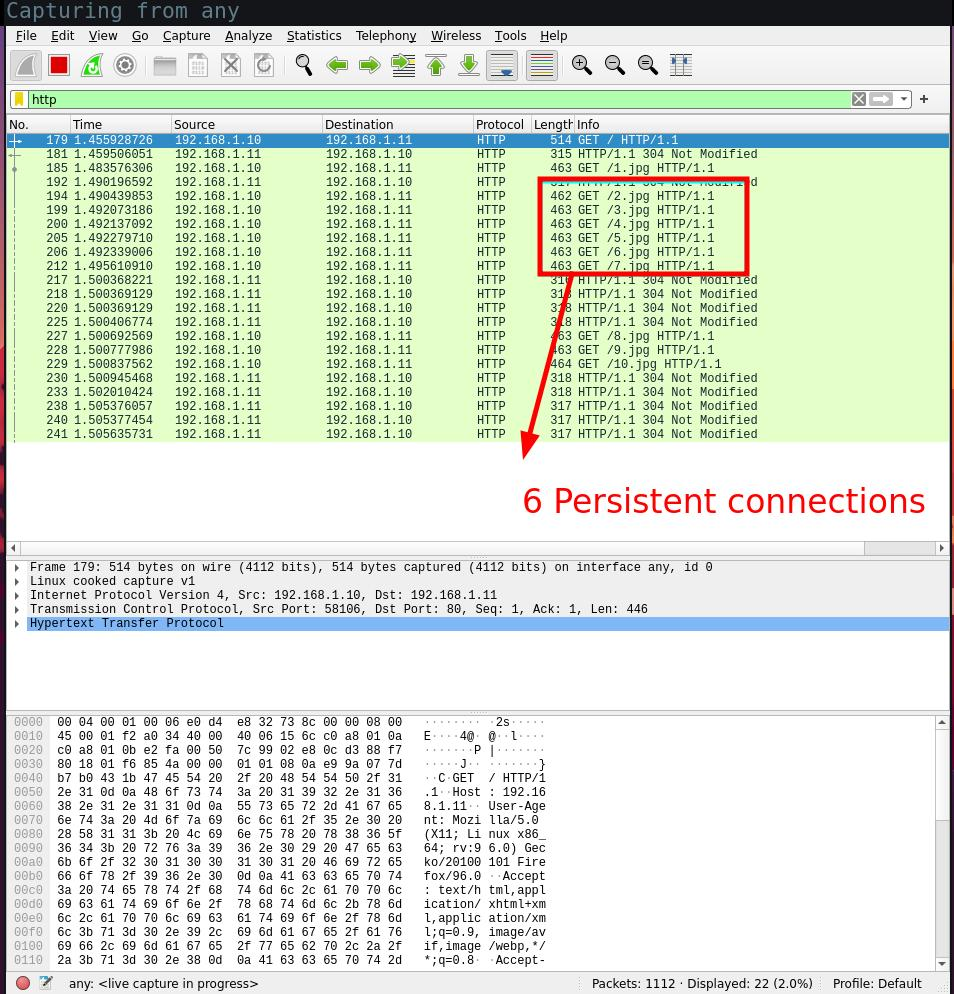 Capturing from any
File Edit View Go Capture Analyze Statistics Telephony Wireless Tools Help
http
No. Time Source Destination Protocol Length Info
179 1.455928726 192.168.1.10 192.168.1.11 HTTP 514 GET / HTTP/1.1
181 1.459506051 192.168.1.11 192.168.1.10 HTTP 315 HTTP/1.1 304 Not Modified
185 1.483576306 192.168.1.10 192.168.1.11 HTTP 463 GET /1.jpg HTTP/1.1
192 1.490196592 192.168.1.11 192.168.1.10 HTTP 317 HTTP/1.1 304 Not Modified
194 1.490439853 192.168.1.10 192.168.1.11 HTTP 462 GET /2.jpg HTTP/1.1
199 1.492073186 192.168.1.10 192.168.1.11 HTTP 463 GET /3.jpg HTTP/1.1
200 1.492137092 192.168.1.10 192.168.1.11 HTTP 463 GET /4.jpg HTTP/1.1
205 1.492279710 192.168.1.10 192.168.1.11 HTTP 463 GET /5.jpg HTTP/1.1
206 1.492339006 192.168.1.10 192.168.1.11 HTTP 463 GET /6.jpg HTTP/1.1
212 1.495610910 192.168.1.10 192.168.1.11 HTTP 463 GET /7.jpg HTTP/1.1
217 1.500368221 192.168.1.11 192.168.1.10 HTTP HTTP/1.1 304 Not Modified
218 1.500369129 192.168.1.11 192.168.1.10 HTTP HTTP/1.1 304 Not Modified
220 1.500369129 192.168.1.11 192.168.1.10 HTTP 318 HTTP/1.1 304 Not Modified
225 1.500406774 192.168.1.11 192.168.1.10 HTTP 318 HTTP/1.1 304 Not Modified
227 1.500692569 192.168.1.10 192.168.1.11 HTTP 463 GET /8.jpg HTTP/1.1
228 1.500777986 192.168.1.10 192.168.1.11 HTTP 463 GET /9.jpg HTTP/1.1
229 1.500837562 192.168.1.10 192.168.1.11 HTTP 464 GET /10.jpg HTTP/1.1
230 1.500945468 192.168.1.11 192.168.1.10 HTTP 318 HTTP/1.1 304 Not Modified
233 1.502010424 192.168.1.11 192.168.1.10 HTTP 318 HTTP/1.1 304 Not Modified
238 1.505376057 192.168.1.11 192.168.1.10 HTTP 317 HTTP/1.1 304 Not Modified
240 1.505377454 192.168.1.11 192.168.1.10 HTTP 317 HTTP/1.1 304 Not Modified
241 1.505635731 192.168.1.11 192.168.1.10 HTTP 317 HTTP/1.1 304 Not Modified
6 Persistent connections
Frame 179: 514 bytes on wire (4112 bits), 514 bytes captured (4112 bits) on interface any, id 0
Linux cooked capture v1
Internet Protocol Version 4, Src: 192.168.1.10, Dst: 192.168.1.11
Transmission Control Protocol, Src Port: 58106, Dst Port: 80, Seq: 1, Ack: 1, Len: 446
Hypertext Transfer Protocol
0000 00 04 00 01 00 06 e0 d4 e8 32 73 8c 00 00 08 00 ········ ·2s·····
0010 45 00 01 f2 a0 34 40 00 40 06 15 6c c0 a8 01 0a E····4@· @··l····
0020 c0 a8 01 0b e2 fa 00 50 7c 99 02 e8 0c d3 88 f7 ·······P |·······
0030 80 18 01 f6 85 4a 00 00 01 01 08 0a e9 9a 07 7d ·····J·· ·······}
0040 b7 b0 43 1b 47 45 54 20 2f 20 48 54 54 50 2f 31 ··C·GET / HTTP/1
0050 2e 31 0d 0a 48 6f 73 74 3a 20 31 39 32 2e 31 36 .1··Host : 192.16
0060 38 2e 31 2e 31 31 0d 0a 55 73 65 72 2d 41 67 65 8.1.11·· User-Age
0070 6e 74 3a 20 4d 6f 7a 69 6c 6c 61 2f 35 2e 30 20 nt: Mozi lla/5.0
0080 28 58 31 31 3b 20 4c 69 6e 75 78 20 78 38 36 5f (X11; Li nux x86_
0090 36 34 3b 20 72 76 3a 39 36 2e 30 29 20 47 65 63 64; rv:9 6.0) Gec
00a0 6b 6f 2f 32 30 31 30 30 31 30 31 20 46 69 72 65 ko/20100 101 Fire
00b0 66 6f 78 2f 39 36 2e 30 0d 0a 41 63 63 65 70 74 fox/96.0 ··Accept
00c0 3a 20 74 65 78 74 2f 68 74 6d 6c 2c 61 70 70 6c : text/h tml,appl
00d0 69 63 61 74 69 6f 6e 2f 78 68 74 6d 6c 2b 78 6d ication/ xhtml+xm
00e0 6c 2c 61 70 70 6c 69 63 61 74 69 6f 6e 2f 78 6d l,applic ation/xm
00f0 6c 3b 71 3d 30 2e 39 2c 69 6d 61 67 65 2f 61 76 l;q=0.9, image/av
0100 69 66 2c 69 6d 61 67 65 2f 77 65 62 70 2c 2a 2f if,image /webp,*/
0110 2a 3b 71 3d 30 2e 38 0d 0a 41 63 63 65 70 74 2d *;q=0.8· ·Accept-
any: <live capture in progress> Packets: 1112 · Displayed: 22 (2.0%) Profile: Default